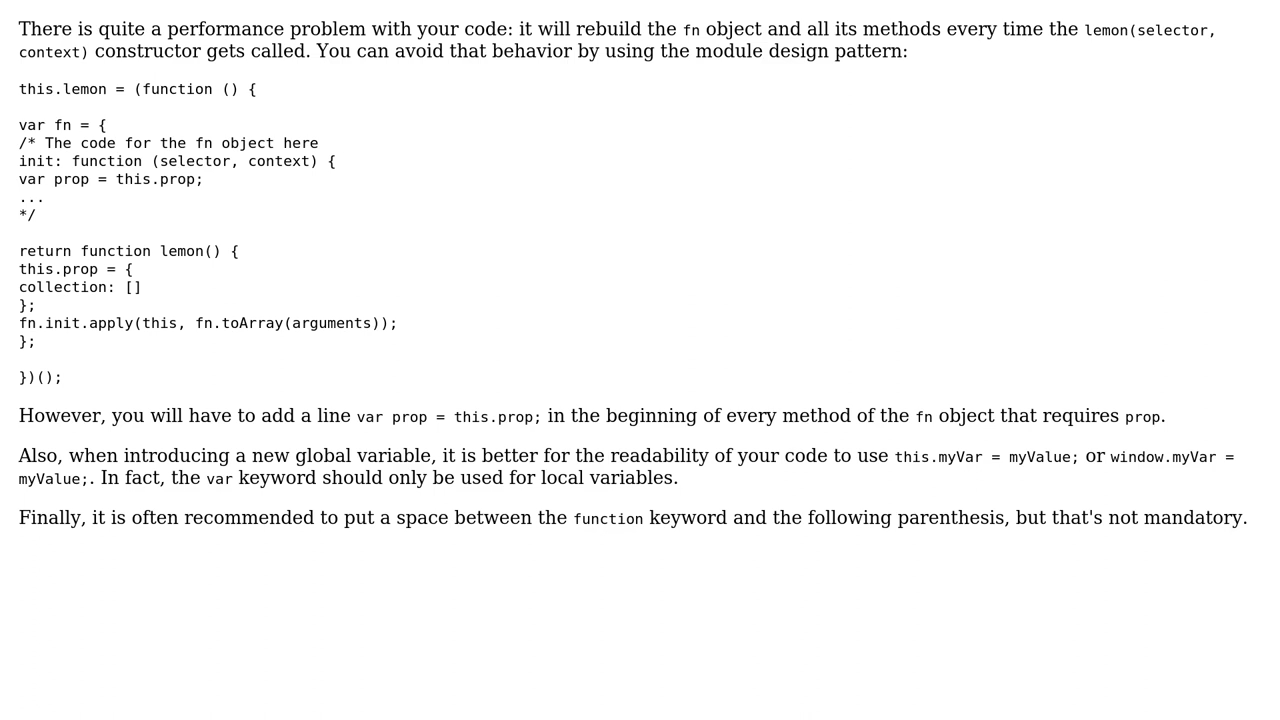 There is quite a performance problem with your code: it will rebuild the fn object and all its methods every time the lemon(selector,
context) constructor gets called. You can avoid that behavior by using the module design pattern:
this.lemon = (function () {
var fn = {
/* The code for the fn object here
init: function (selector, context) {
var prop = this.prop;
...
*/
return function lemon() {
this.prop = {
collection: []
};
fn.init.apply(this, fn.toArray(arguments));
};
})();
However, you will have to add a line var prop = this.prop; in the beginning of every method of the fn object that requires prop.
Also, when introducing a new global variable, it is better for the readability of your code to use this.myVar = myValue; or window.myVar =
myValue;. In fact, the var keyword should only be used for local variables.
Finally, it is often recommended to put a space between the function keyword and the following parenthesis, but that's not mandatory.